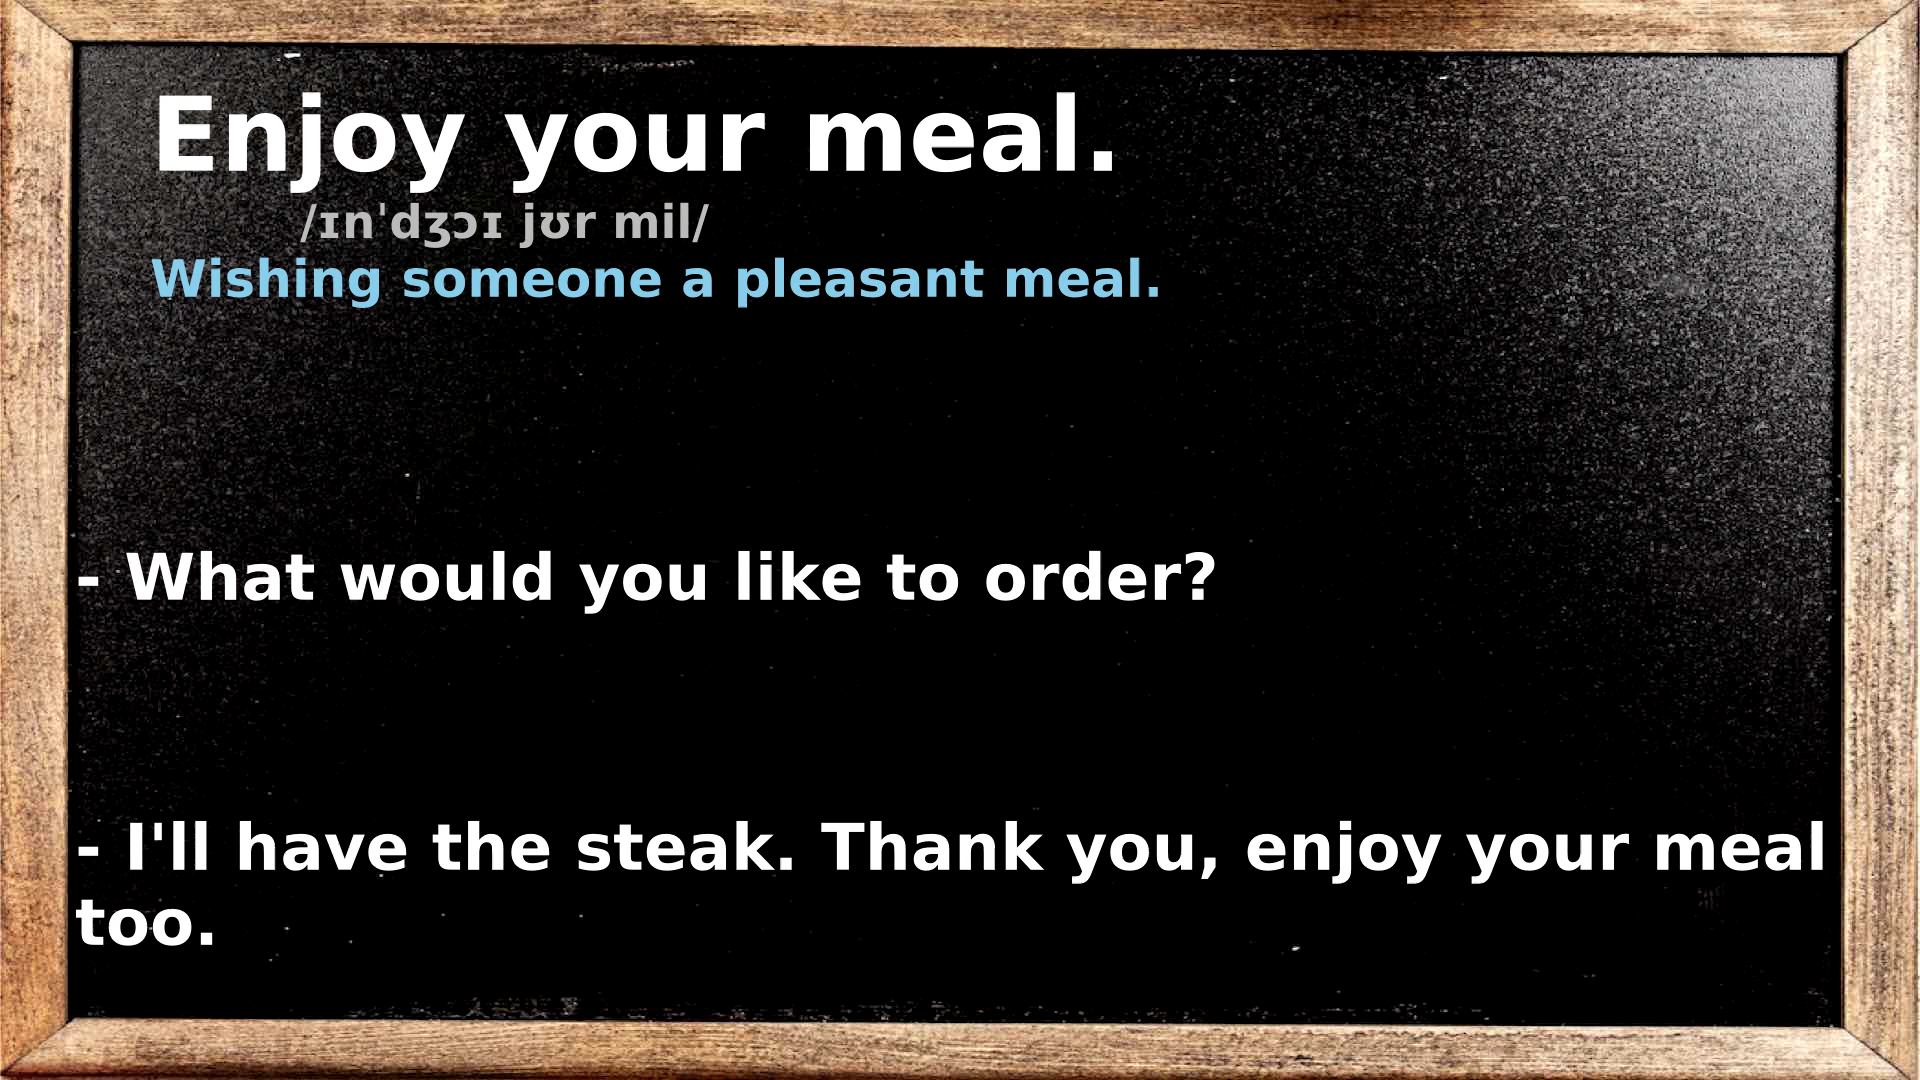 Enjoy your meal.
/ɪnˈdʒɔɪ jʊr mil/
Wishing someone a pleasant meal.
- What would you like to order?
- I'll have the steak. Thank you, enjoy your meal
too.